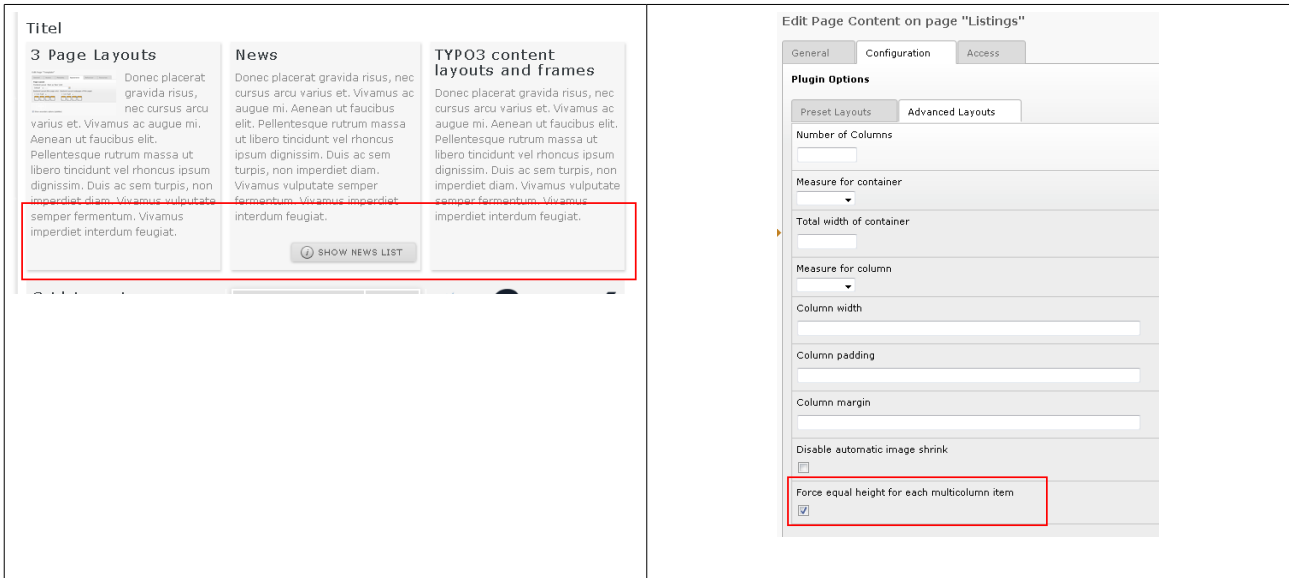 Titel
3 Page Layouts
Donec placerat
gravida risus,
nec cursus arcu
varius et. Vivamus ac augue mi.
Aenean ut faucibus elit.
Pellentesque rutrum massa ut
libero tincidunt vel rhoncus ipsum
dignissim. Duis ac sem turpis, non
imperdiet diam. Vivamus vulputate
semper fermentum. Vivamus
imperdiet interdum feugiat.
News
Donec placerat gravida risus, nec
cursus arcu varius et. Vivamus ac
augue mi. Aenean ut faucibus
elit. Pellentesque rutrum massa
ut libero tincidunt vel rhoncus
ipsum dignissim. Duis ac sem
turpis, non imperdiet diam.
Vivamus vulputate semper
fermentum. Vivamus imperdiet
interdum feugiat.
SHOW NEWS LIST
TYPO3 content
layouts and frames
Donec placerat gravida risus, nec
cursus arcu varius et. Vivamus ac
augue mi. Aenean ut faucibus elit.
Pellentesque rutrum massa ut
libero tincidunt vel rhoncus ipsum
dignissim. Duis ac sem turpis, non
imperdiet diam. Vivamus vulputate
semper fermentum. Vivamus
imperdiet interdum feugiat.
Edit Page Content on page "Listings"
General Configuration Access
Plugin Options
Preset Layouts Advanced Layouts
Number of Columns
Measure for container
Total width of container
Measure for column
Column width
Column padding
Column margin
Disable automatic image shrink
Force equal height for each multicolumn item